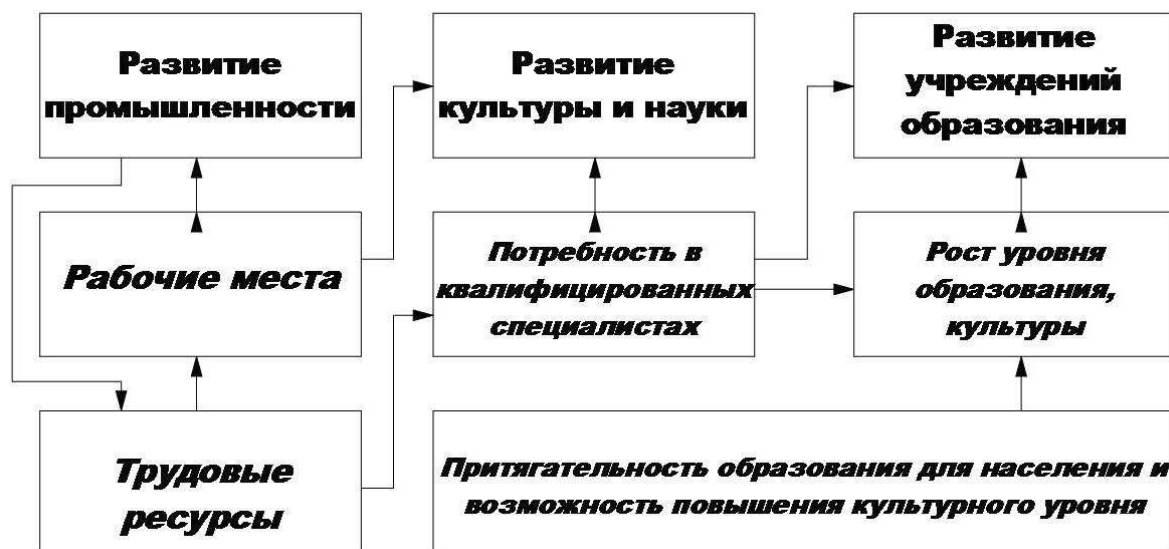 Развитие
промышленности
Развитие
культуры и науки
Развитие
учреждений
образования
Рабочие места
Потребность в
квалифицированных
специалистах
Рост уровня
образования,
культуры
Трудовые
ресурсы
Притягательность образования для населения и
возможность повышения культурного уровня